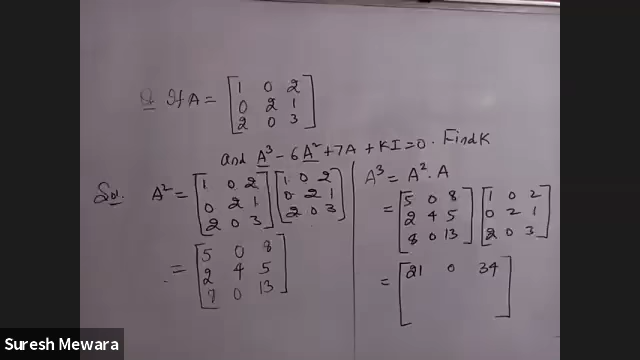 Q If A = [1 0 2
0 2 1
2 0 3]
and A³ - 6A² + 7A + KI = 0. Find K
Sol. A² = [1 0 2
0 2 1
2 0 3] [1 0 2
0 2 1
2 0 3]
= [5 0 8
2 4 5
8 0 13]
A³ = A² . A
= [5 0 8
2 4 5
8 0 13] [1 0 2
0 2 1
2 0 3]
= [21 0 34]
Suresh Mewara